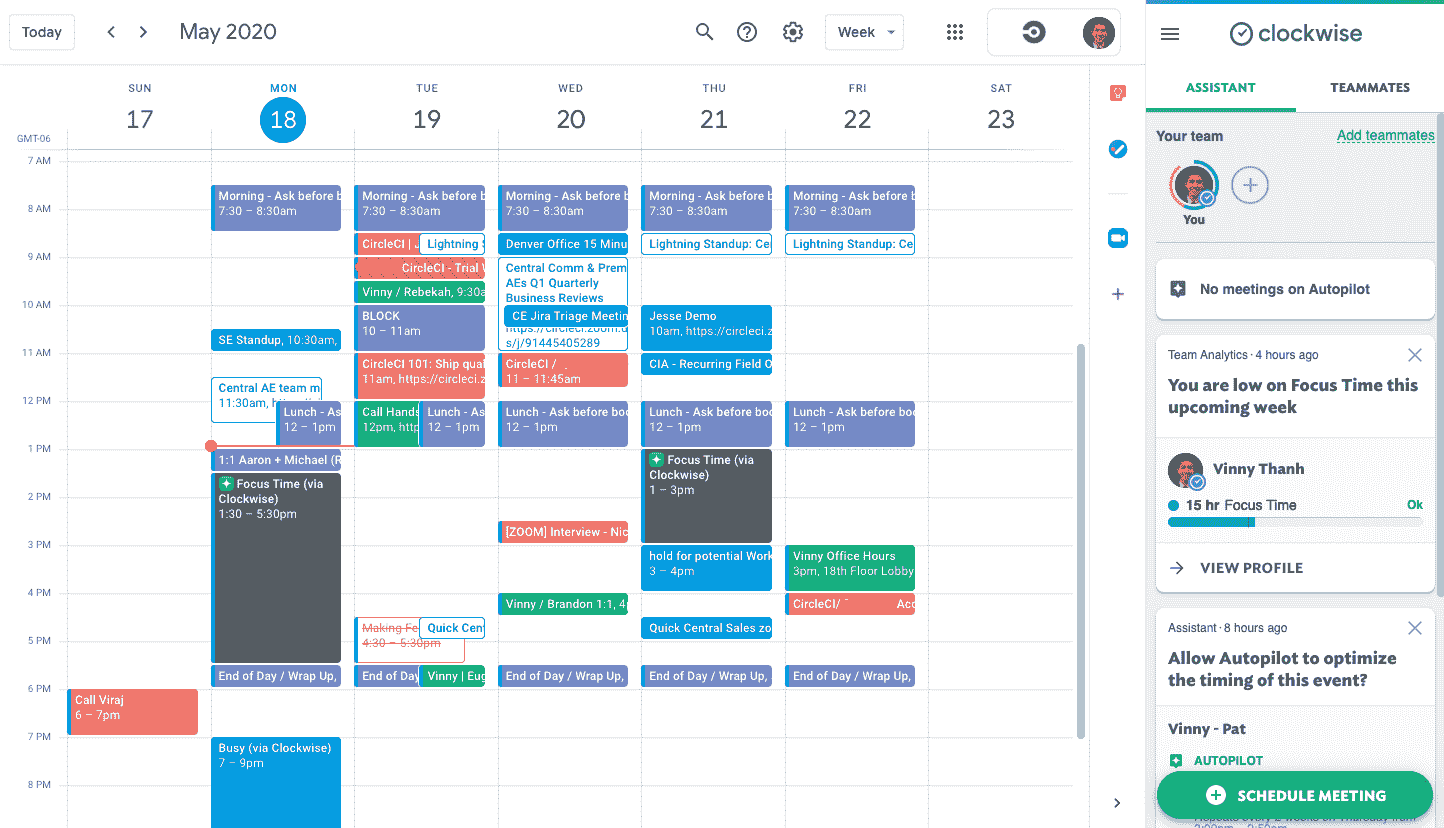 Today
May 2020
Week
SUN
MON
TUE
WED
THU
FRI
SAT
17
18
19
20
21
22
23
GMT-06
7 AM
8 AM
9 AM
10 AM
11 AM
12 PM
1 PM
2 PM
3 PM
4 PM
5 PM
6 PM
7 PM
8 PM
Call Viraj
6 – 7pm
Morning - Ask before b
7:30 – 8:30am
SE Standup, 10:30am,
Central AE team m
11:30am,
Lunch - As
12 – 1pm
1:1 Aaron + Michael (R
Focus Time (via
Clockwise)
1:30 – 5:30pm
End of Day / Wrap Up,
Busy (via Clockwise)
7 – 9pm
Morning - Ask before b
7:30 – 8:30am
CircleCI |
Lightning S
CircleCI - Trial
Vinny / Rebekah, 9:30a
BLOCK
10 – 11am
CircleCI 101: Ship qual
11am, https://circleci.z
Call Hands
12pm, http
Lunch - As
12 – 1pm
Making Fe
4:30 – 5:30pm
Quick Cen
End of Day
Vinny | Eug
Morning - Ask before b
7:30 – 8:30am
Denver Office 15 Minu
Central Comm & Prem
AEs Q1 Quarterly
Business Reviews
CE Jira Triage Meetin
https://circleci.zoom.u
s/j/91445405289
CircleCI /
11 – 11:45am
Lunch - Ask before boo
12 – 1pm
[ZOOM] Interview - Nic
Vinny / Brandon 1:1, 4p
End of Day / Wrap Up,
Morning - Ask before b
7:30 – 8:30am
Lightning Standup: Ce
Jesse Demo
10am, https://circleci.z
CIA - Recurring Field O
Lunch - Ask before boo
12 – 1pm
Focus Time (via
Clockwise)
1 – 3pm
hold for potential Work
3 – 4pm
Quick Central Sales zo
End of Day / Wrap Up,
Morning - Ask before b
7:30 – 8:30am
Lightning Standup: Ce
Lunch - Ask before boo
12 – 1pm
Vinny Office Hours
3pm, 18th Floor Lobby
CircleCI/ Acc
End of Day / Wrap Up,
clockwise
ASSISTANT
TEAMMATES
Your team
Add teammates
You
No meetings on Autopilot
Team Analytics · 4 hours ago
You are low on Focus Time this
upcoming week
Vinny Thanh
15 hr Focus Time
Ok
VIEW PROFILE
Assistant · 8 hours ago
Allow Autopilot to optimize
the timing of this event?
Vinny - Pat
AUTOPILOT
SCHEDULE MEETING
Repeats every 2 weeks on Thursday from